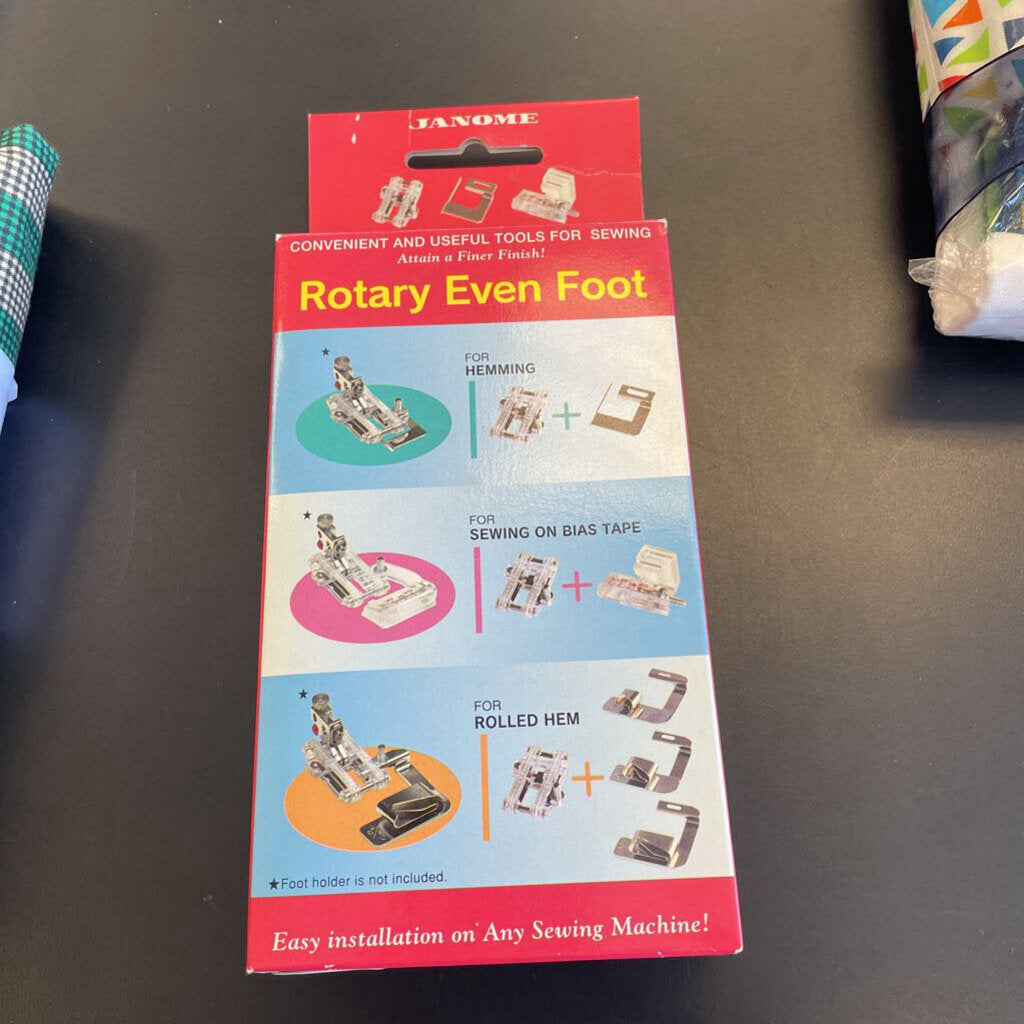 JANOME
CONVENIENT AND USEFUL TOOLS FOR SEWING
Attain a Finer Finish!
Rotary Even Foot
★
FOR
HEMMING
+
★
FOR
SEWING ON BIAS TAPE
+
★
FOR
ROLLED HEM
+
★Foot holder is not included.
Easy installation on Any Sewing Machine!